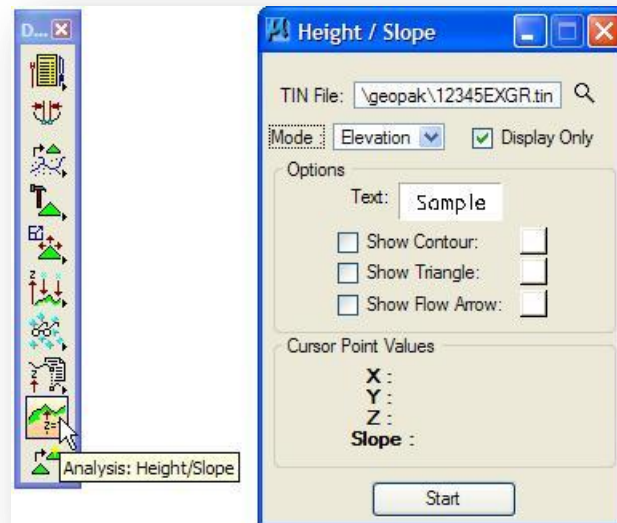 D...
Analysis: Height/Slope
Height / Slope
TIN File: \geopak\12345EXGR.tin
Mode : Elevation Display Only
Options
Text: Sample
Show Contour:
Show Triangle:
Show Flow Arrow:
Cursor Point Values
X :
Y :
Z :
Slope :
Start